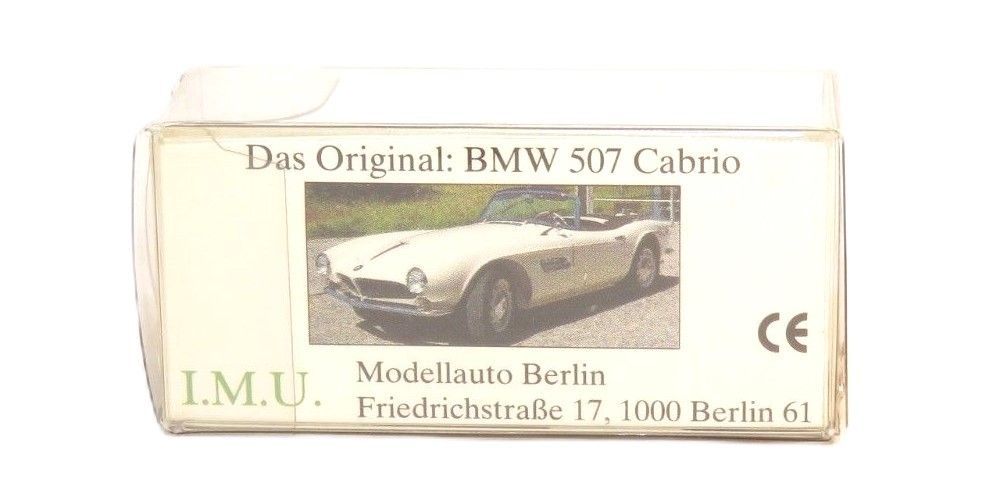 Das Original: BMW 507 Cabrio
CE
I.M.U.
Modellauto Berlin
Friedrichstraße 17, 1000 Berlin 61